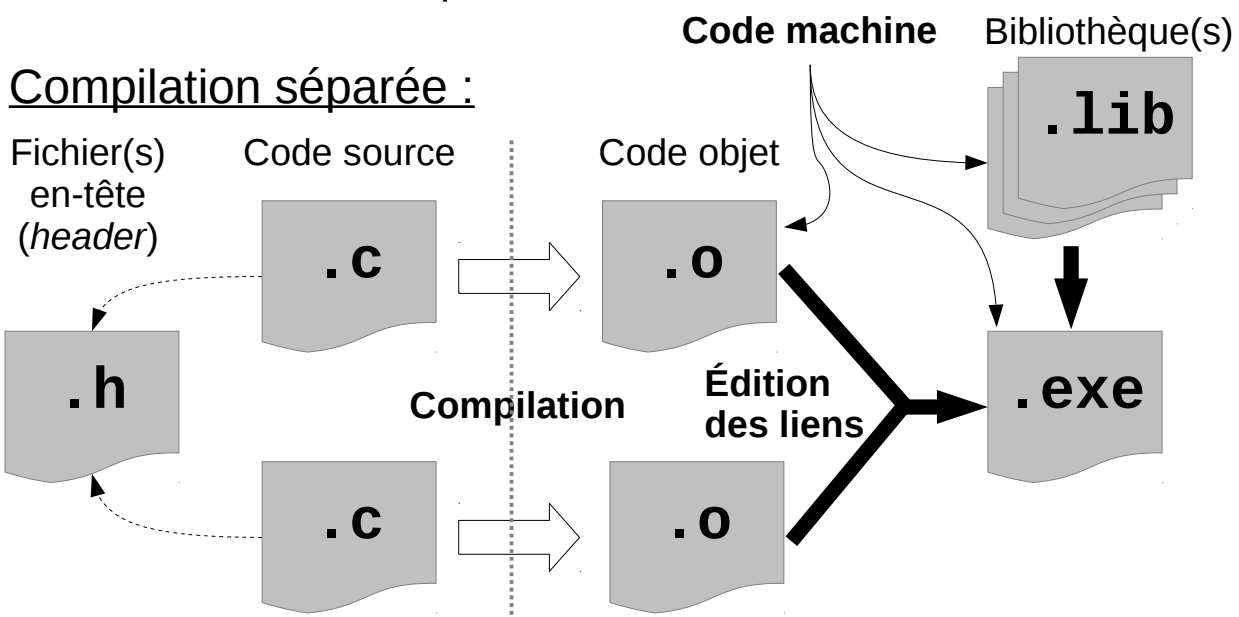 Code machine
Bibliothèque(s)
Compilation séparée :
.lib
Fichier(s)
en-tête
(header)
Code source
Code objet
.c
.o
.h
Compilation
Édition
des liens
.exe
.c
.o